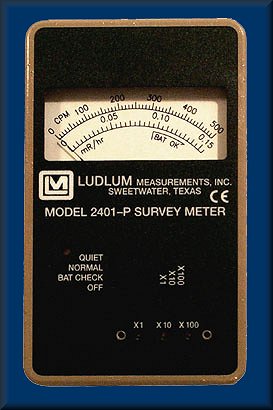 0 CPM 100 200 300 400 500
0 mR/hr 0.05 0.10 0.15
BAT OK
LM LUDLUM MEASUREMENTS, INC.
SWEETWATER, TEXAS
CE
MODEL 2401-P SURVEY METER
QUIET
NORMAL
BAT CHECK
OFF
X1
X10
X100
X1 X10 X100